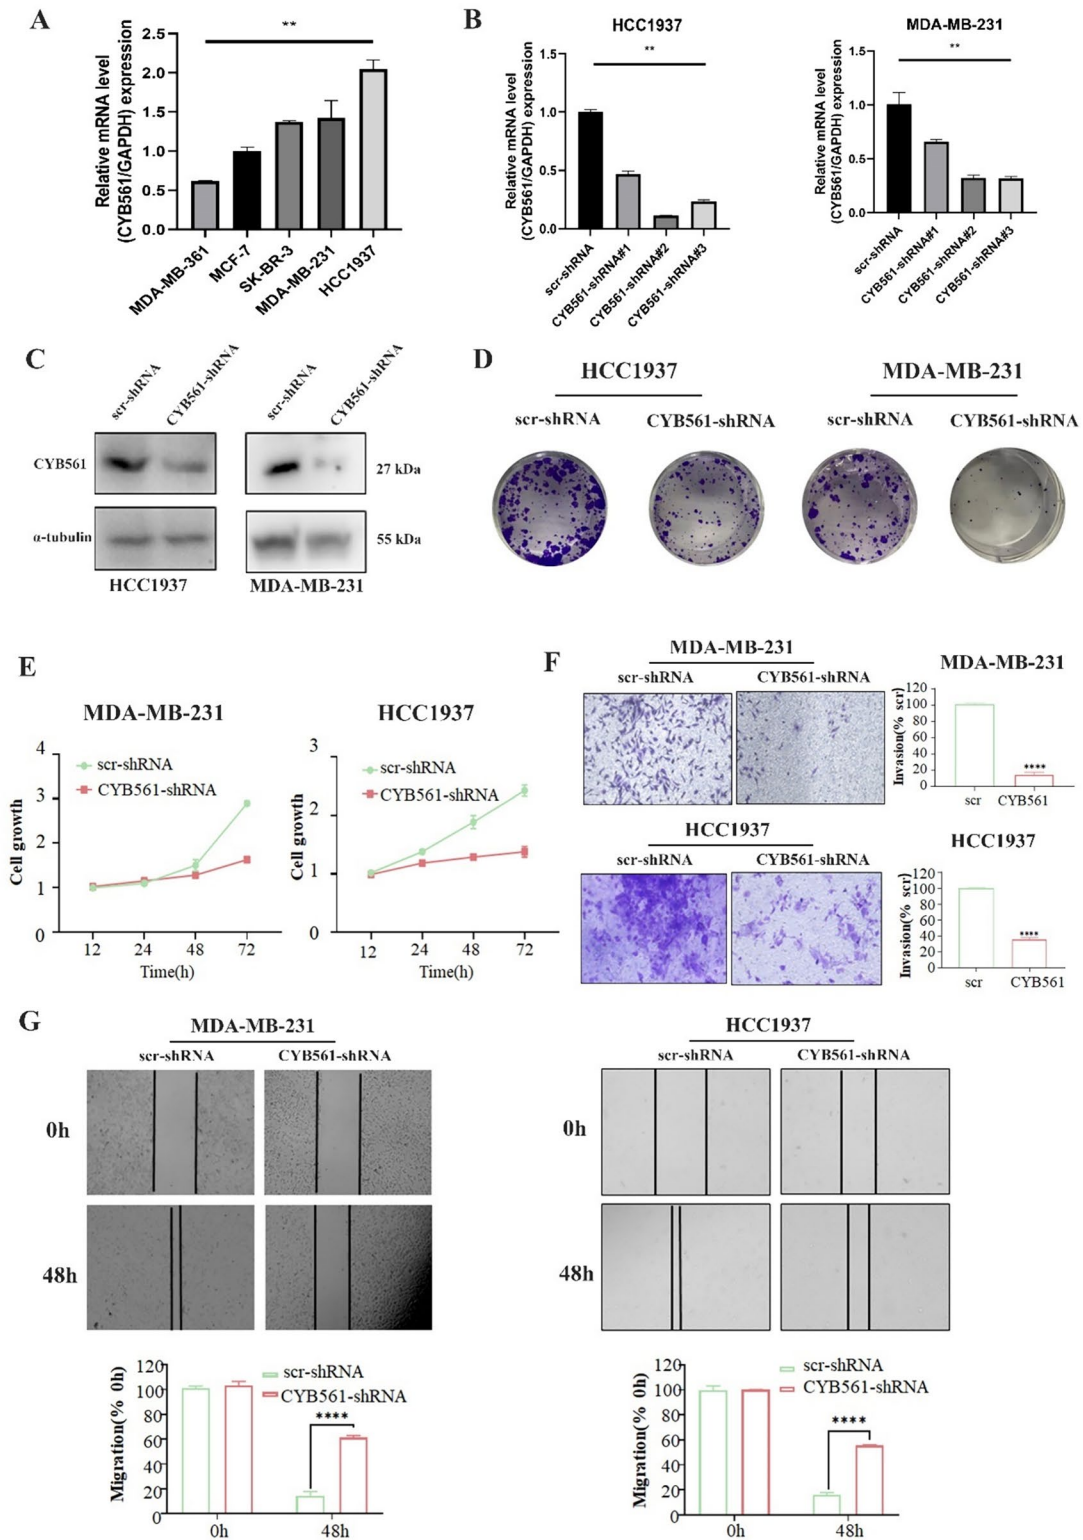 A
Relative mRNA level
(CYB561/GAPDH) expression
2.5
2.0
1.5
1.0
0.5
0.0
**
MDA-MB-361
MCF-7
SK-BR-3
MDA-MB-231
HCC1937
B
HCC1937
Relative mRNA level
(CYB561/GAPDH) expression
1.5
1.0
0.5
0.0
**
scr-shRNA
CYB561-shRNA#1
CYB561-shRNA#2
CYB561-shRNA#3
MDA-MB-231
Relative mRNA level
(CYB561/GAPDH) expression
1.5
1.0
0.5
0.0
**
scr-shRNA
CYB561-shRNA#1
CYB561-shRNA#2
CYB561-shRNA#3
C
scr-shRNA
CYB561-shRNA
scr-shRNA
CYB561-shRNA
CYB561
27 kDa
α-tubulin
55 kDa
HCC1937
MDA-MB-231
D
HCC1937
MDA-MB-231
scr-shRNA
CYB561-shRNA
scr-shRNA
CYB561-shRNA
E
MDA-MB-231
Cell growth
4
3
2
1
0
scr-shRNA
CYB561-shRNA
12 24 48 72
Time(h)
HCC1937
Cell growth
3
2
1
0
scr-shRNA
CYB561-shRNA
12 24 48 72
Time(h)
F
MDA-MB-231
scr-shRNA
CYB561-shRNA
MDA-MB-231
Invasion(% scr)
120
100
80
60
40
20
0
****
scr CYB561
HCC1937
scr-shRNA
CYB561-shRNA
HCC1937
Invasion(% scr)
120
100
80
60
40
20
0
****
scr CYB561
G
MDA-MB-231
scr-shRNA
CYB561-shRNA
0h
48h
Migration(% 0h)
120
100
80
60
40
20
0
scr-shRNA
CYB561-shRNA
****
0h 48h
HCC1937
scr-shRNA
CYB561-shRNA
0h
48h
Migration(% 0h)
120
100
80
60
40
20
0
scr-shRNA
CYB561-shRNA
****
0h 48h